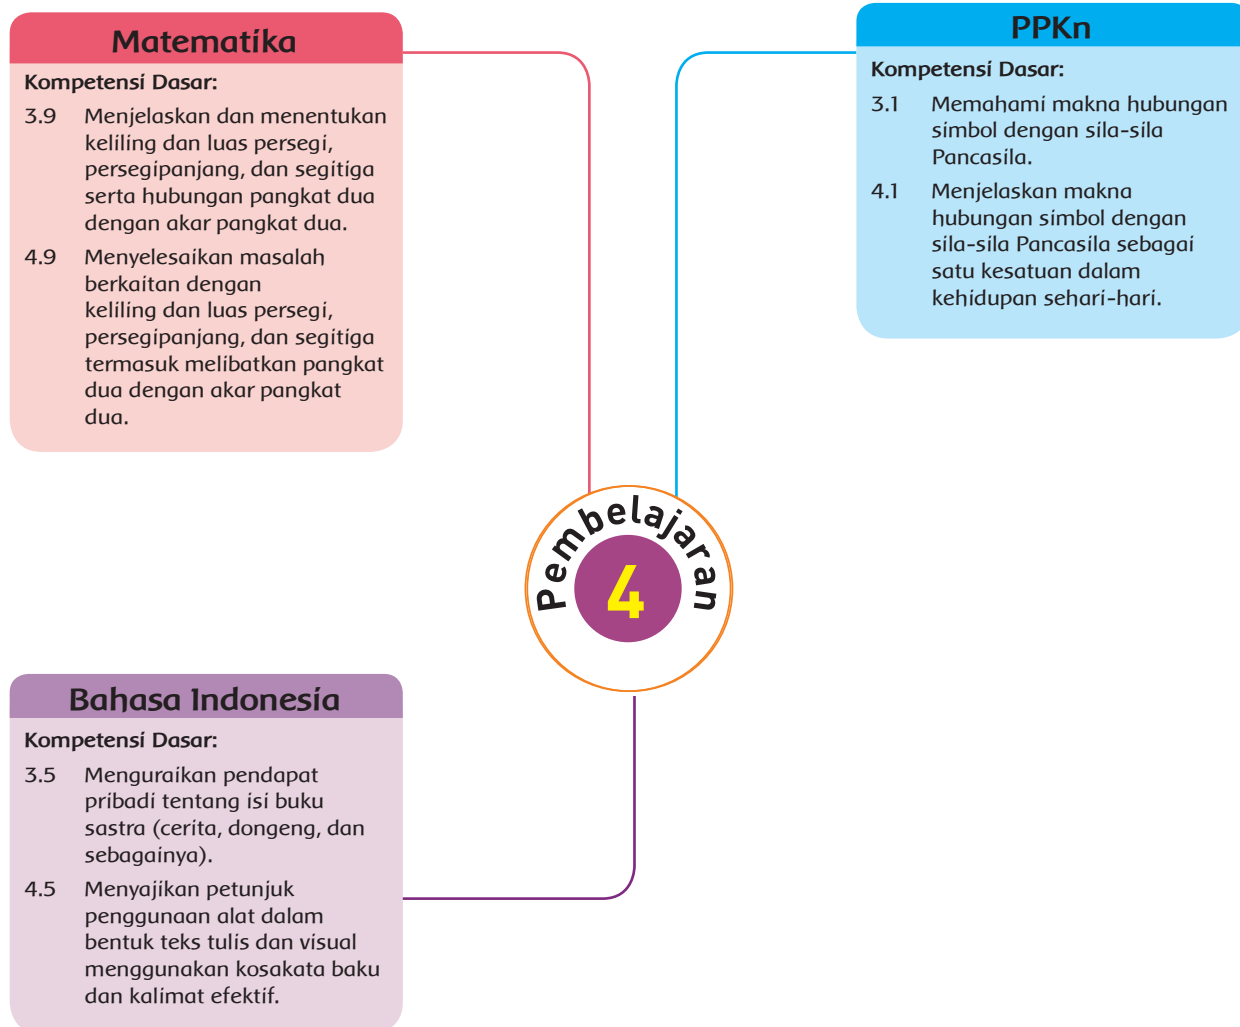 Matematika
Kompetensi Dasar:
3.9 Menjelaskan dan menentukan
keliling dan luas persegi,
persegipanjang, dan segitiga
serta hubungan pangkat dua
dengan akar pangkat dua.
4.9 Menyelesaikan masalah
berkaitan dengan
keliling dan luas persegi,
persegipanjang, dan segitiga
termasuk melibatkan pangkat
dua dengan akar pangkat
dua.
PPKn
Kompetensi Dasar:
3.1 Memahami makna hubungan
simbol dengan sila-sila
Pancasila.
4.1 Menjelaskan makna
hubungan simbol dengan
sila-sila Pancasila sebagai
satu kesatuan dalam
kehidupan sehari-hari.
Pembelajaran
4
Bahasa Indonesia
Kompetensi Dasar:
3.5 Menguraikan pendapat
pribadi tentang isi buku
sastra (cerita, dongeng, dan
sebagainya).
4.5 Menyajikan petunjuk
penggunaan alat dalam
bentuk teks tulis dan visual
menggunakan kosakata baku
dan kalimat efektif.